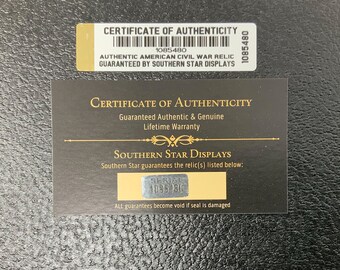 CERTIFICATE OF AUTHENTICITY
1085480
AUTHENTIC AMERICAN CIVIL WAR RELIC
GUARANTEED BY SOUTHERN STAR DISPLAYS
1085480
CERTIFICATE OF AUTHENTICITY
Guaranteed Authentic & Genuine
Lifetime Warranty
SOUTHERN STAR DISPLAYS
Southern Star guarantees the relic(s) listed below:
ALL guarantees become void if seal is damaged